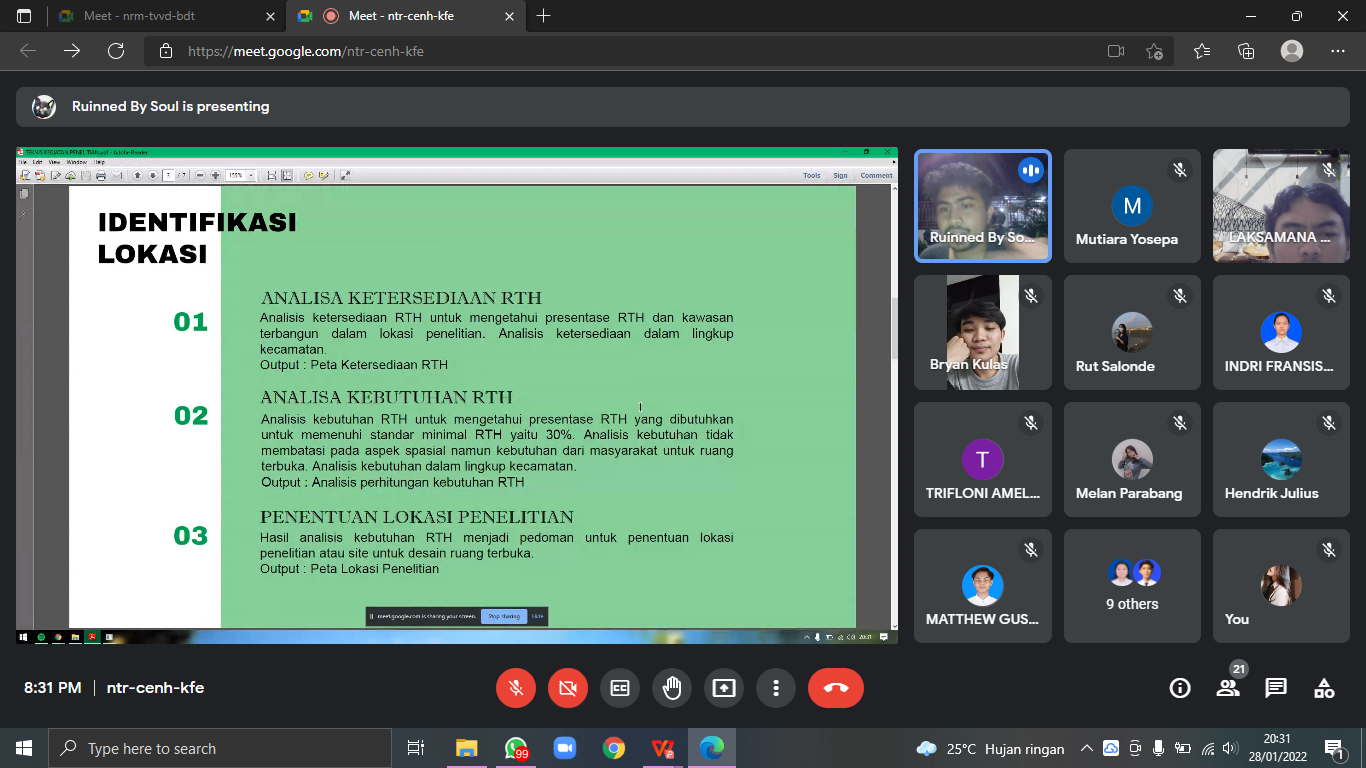 Meet - nrm-tvvd-bdt
Meet - ntr-cenh-kfe
https://meet.google.com/ntr-cenh-kfe
Ruinned By Soul is presenting
TEKNIS KEGIATAN PENELITIAN.pdf - Adobe Reader
File Edit View Window Help
5 / 7
155%
Tools Sign Comment
IDENTIFIKASI
LOKASI
01
ANALISA KETERSEDIAAN RTH
Analisis ketersediaan RTH untuk mengetahui presentase RTH dan kawasan
terbangun dalam lokasi penelitian. Analisis ketersediaan dalam lingkup
kecamatan.
Output : Peta Ketersediaan RTH
02
ANALISA KEBUTUHAN RTH
Analisis kebutuhan RTH untuk mengetahui presentase RTH yang dibutuhkan
untuk memenuhi standar minimal RTH yaitu 30%. Analisis kebutuhan tidak
membatasi pada aspek spasial namun kebutuhan dari masyarakat untuk ruang
terbuka. Analisis kebutuhan dalam lingkup kecamatan.
Output : Analisis perhitungan kebutuhan RTH
03
PENENTUAN LOKASI PENELITIAN
Hasil analisis kebutuhan RTH menjadi pedoman untuk penentuan lokasi
penelitian atau site untuk desain ruang terbuka.
Output : Peta Lokasi Penelitian
meet.google.com is sharing your screen.
Stop sharing
Hide
20:31
Ruinned By So...
M
Mutiara Yosepa
LAKSAMANA ...
Bryan Kulas
Rut Salonde
INDRI FRANSIS...
T
TRIFLONI AMEL...
Melan Parabang
Hendrik Julius
MATTHEW GUS...
9 others
You
8:31 PM | ntr-cenh-kfe
21
Type here to search
99
25°C Hujan ringan
20:31
28/01/2022
1